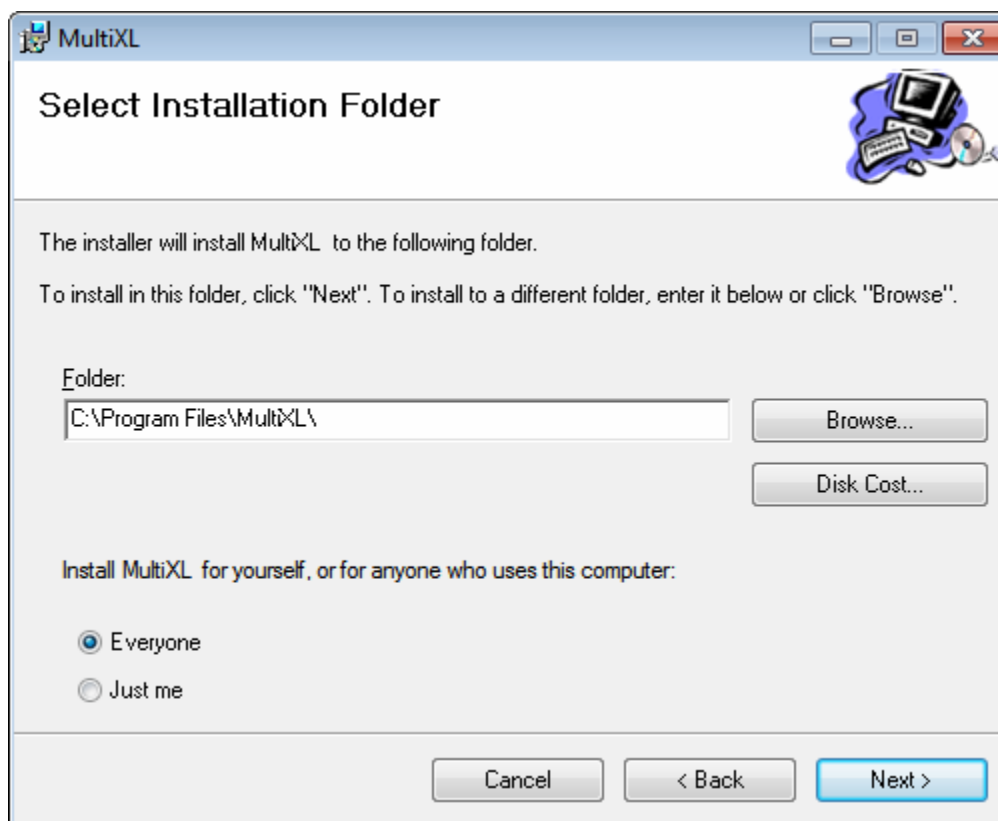 MultiXL
Select Installation Folder
The installer will install MultiXL to the following folder.
To install in this folder, click "Next". To install to a different folder, enter it below or click "Browse".
Folder:
C:\Program Files\MultiXL\
Browse...
Disk Cost...
Install MultiXL for yourself, or for anyone who uses this computer:
Everyone
Just me
Cancel
< Back
Next >